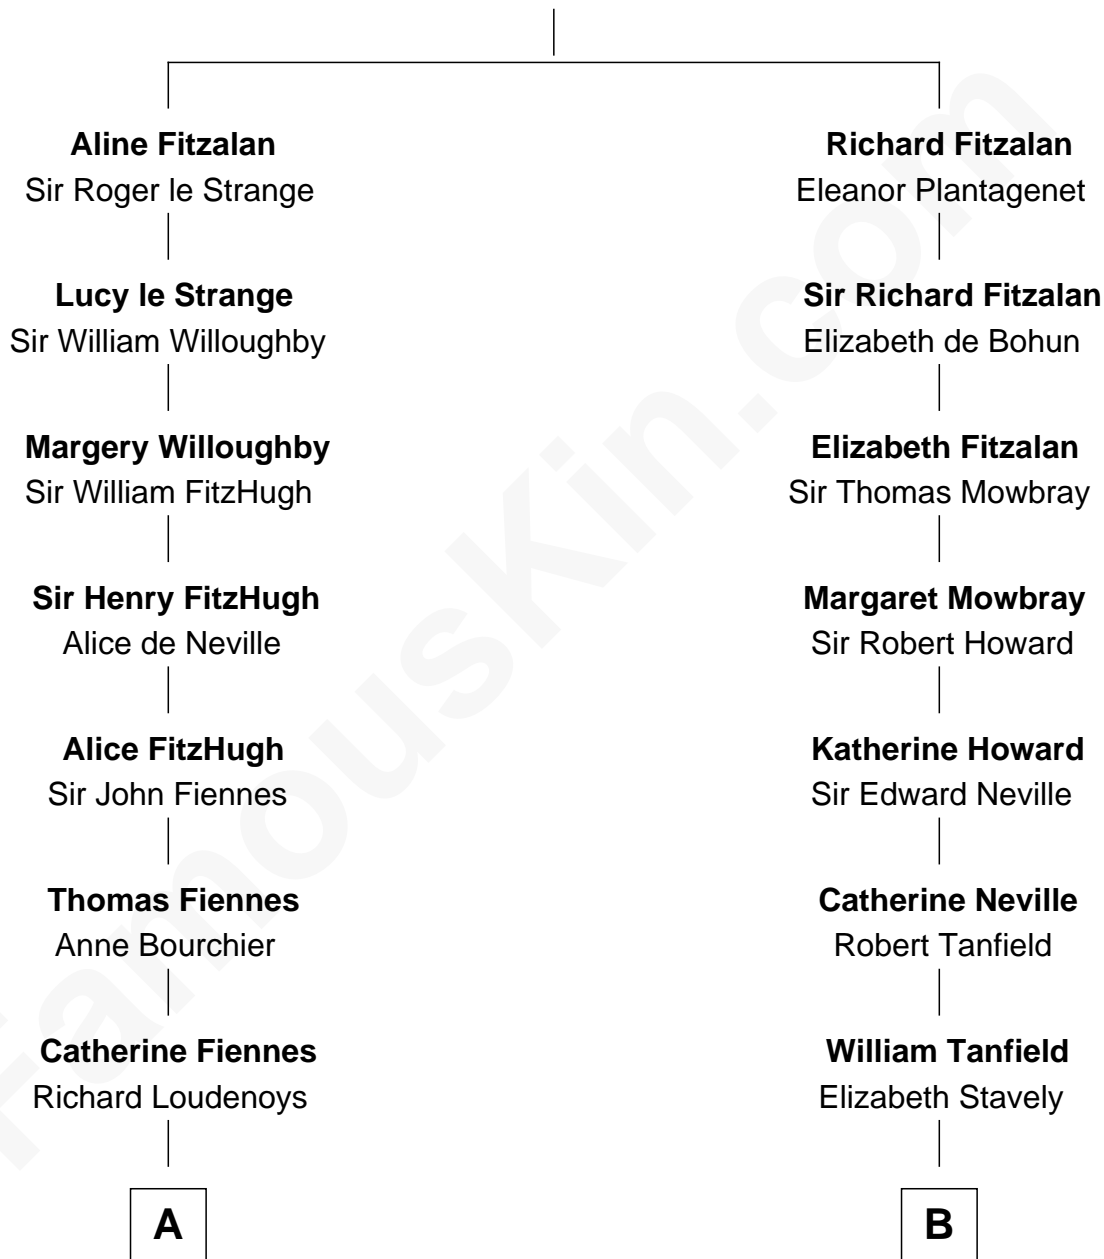 Aline Fitzalan
Sir Roger le Strange
Richard Fitzalan
Eleanor Plantagenet
Lucy le Strange
Sir William Willoughby
Sir Richard Fitzalan
Elizabeth de Bohun
Margery Willoughby
Sir William FitzHugh
Elizabeth Fitzalan
Sir Thomas Mowbray
Sir Henry FitzHugh
Alice de Neville
Margaret Mowbray
Sir Robert Howard
Alice FitzHugh
Sir John Fiennes
Katherine Howard
Sir Edward Neville
Thomas Fiennes
Anne Bourchier
Catherine Neville
Robert Tanfield
Catherine Fiennes
Richard Loudenoys
William Tanfield
Elizabeth Stavely
A
B
FamousKin.com